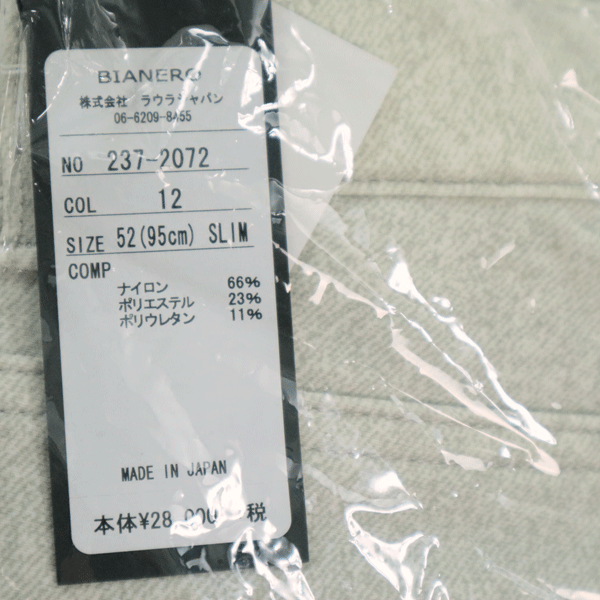 BIANERO
株式会社 ラウラジャパン
06-6209-8455
NO 237-2072
COL 12
SIZE 52(95cm) SLIM
COMP
ナイロン 66%
ポリエステル 23%
ポリウレタン 11%
MADE IN JAPAN
本体¥28,000 税